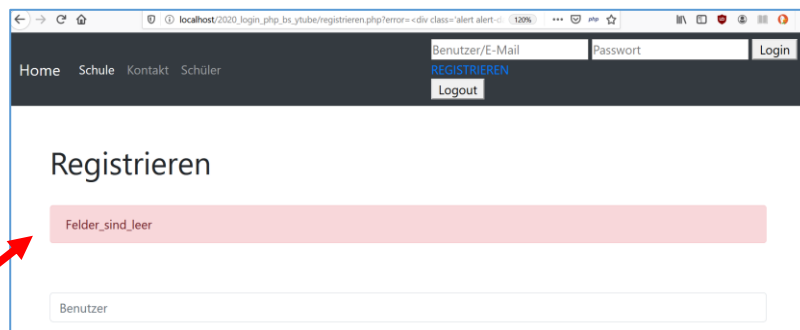 localhost/2020_login_php_bs_ytube/registrieren.php?error=<div class='alert alert-d 120%
php
Benutzer/E-Mail Passwort Login
Home Schule Kontakt Schüler REGISTRIEREN
Logout
Registrieren
Felder_sind_leer
Benutzer